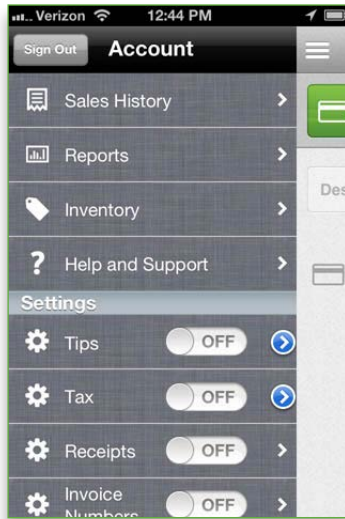 Verizon 12:44 PM
Sign Out Account
Sales History
Reports
Inventory
Help and Support
Settings
Tips OFF
Tax OFF
Receipts OFF
Invoice
Numbers OFF
Des